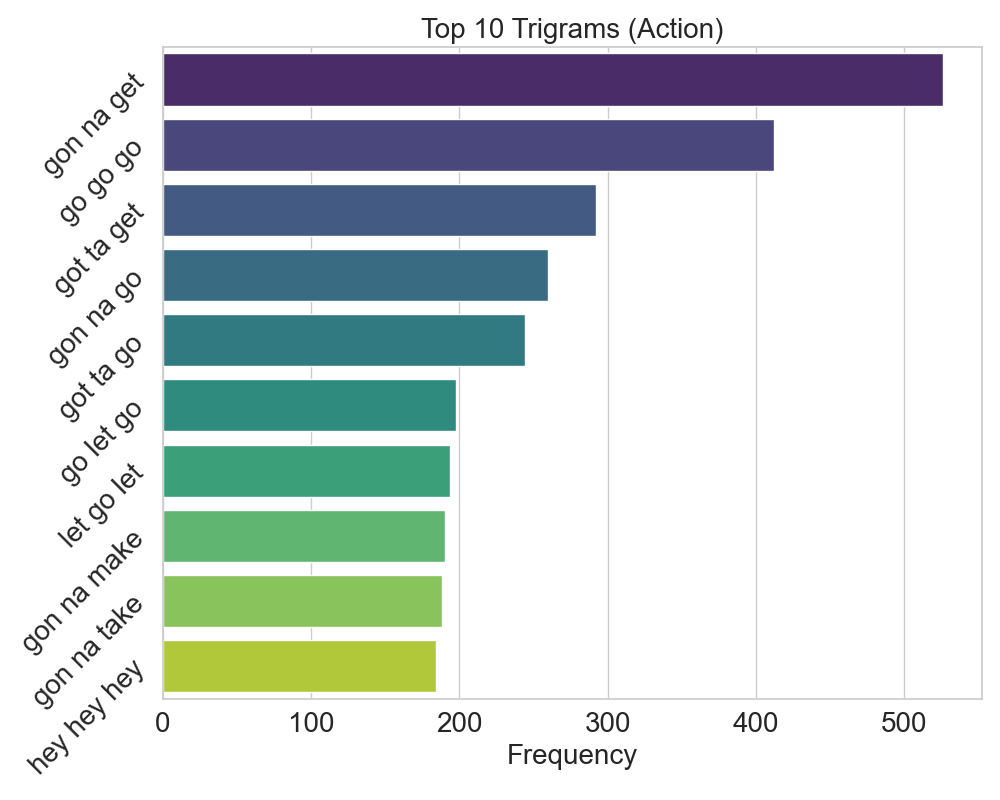 Top 10 Trigrams (Action)
gon na get
go go go
got ta get
gon na go
got ta go
go let go
let go let
gon na make
gon na take
hey hey hey
0 100 200 300 400 500
Frequency